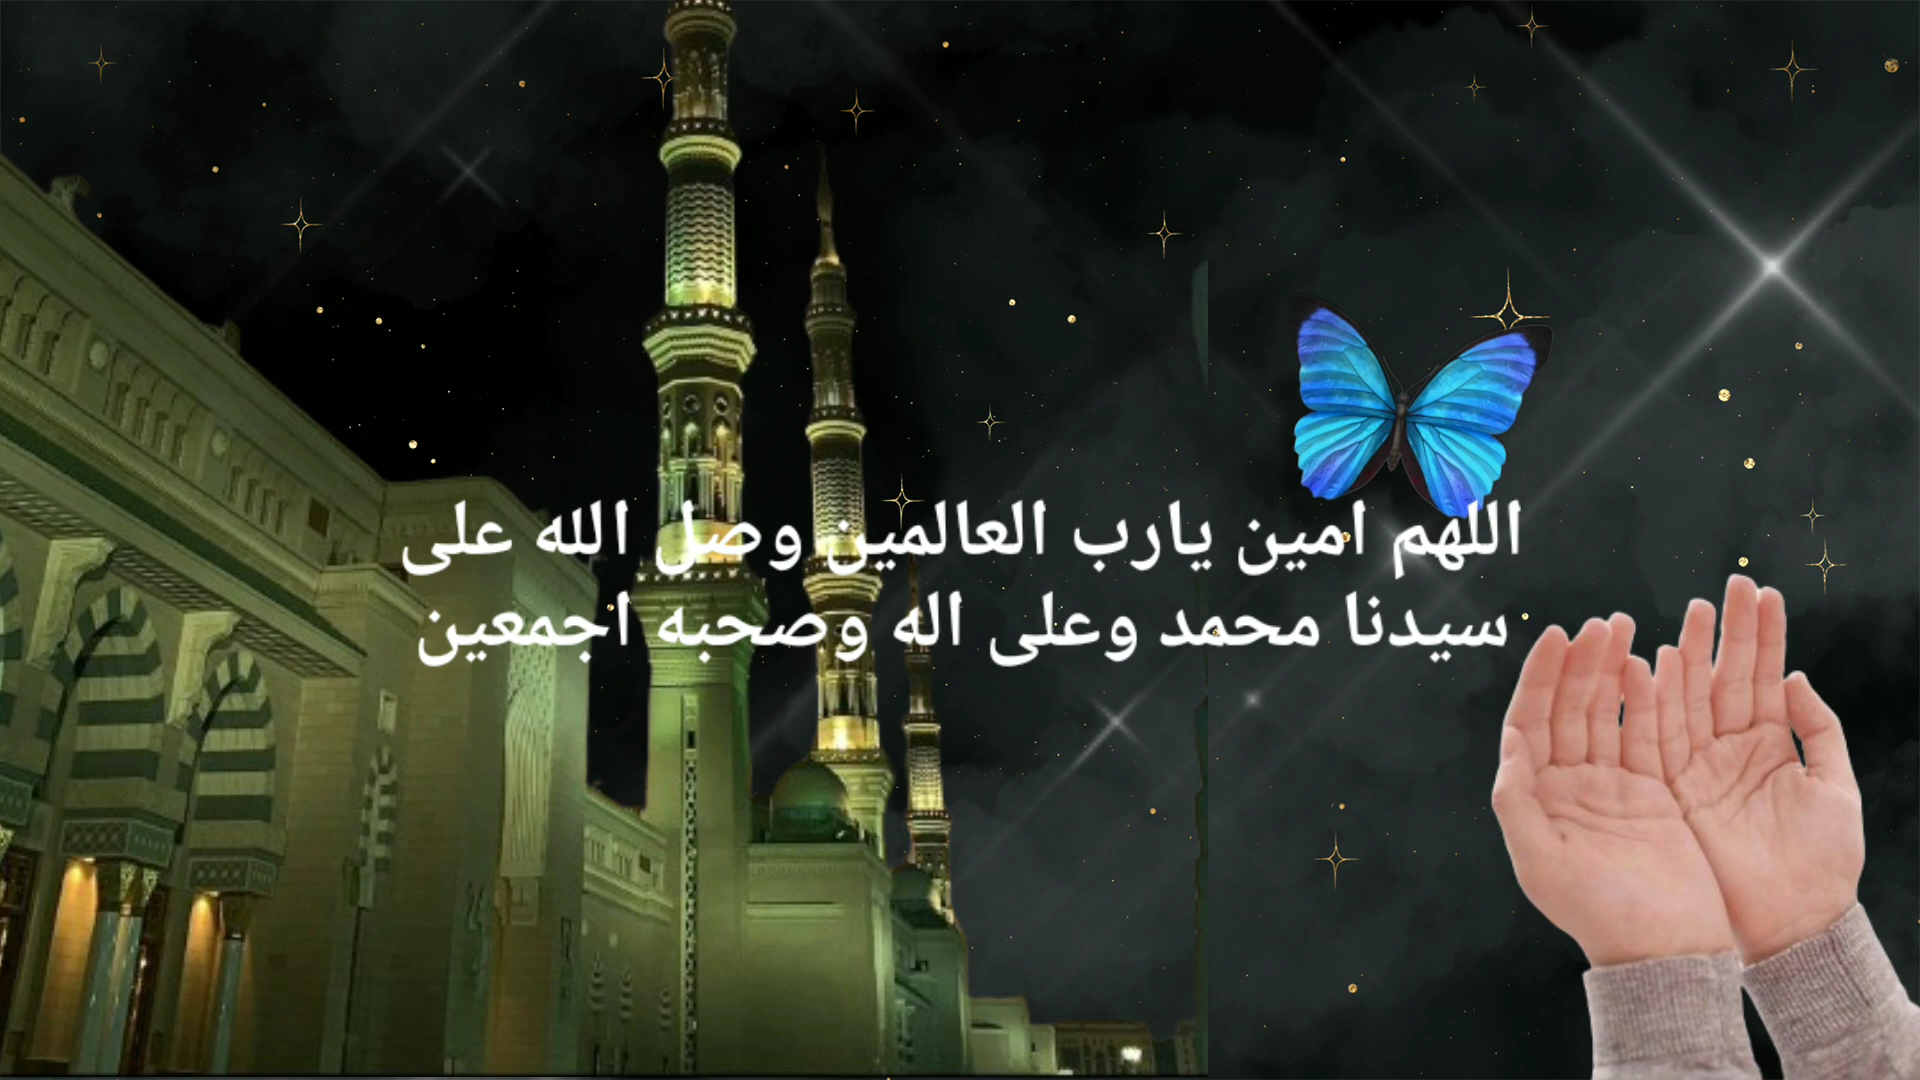 اللهم امين يارب العالمين وصل الله على
سيدنا محمد وعلى اله وصحبه اجمعين